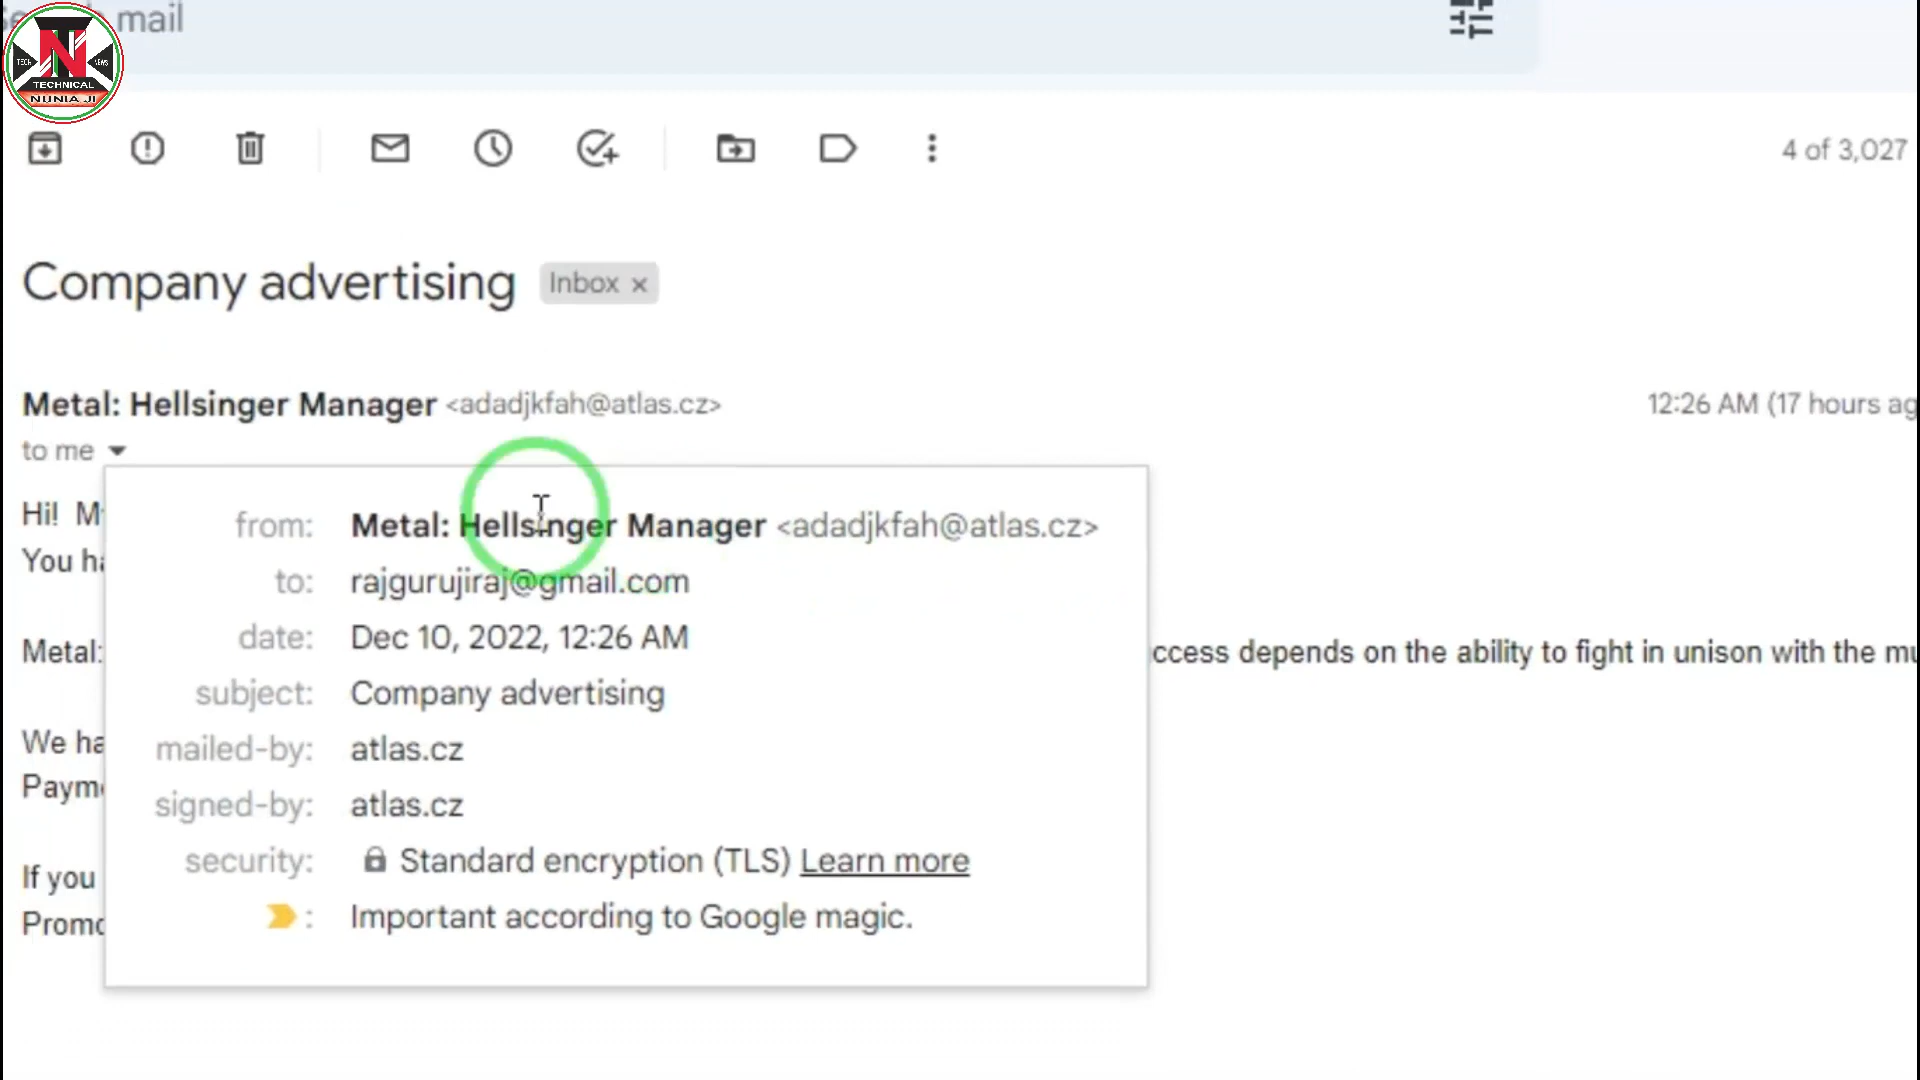 mail
TECH NEWS
TECHNICAL
NUNIA JI
4 of 3,027
Company advertising Inbox ×
Metal: Hellsinger Manager <adadjkfah@atlas.cz>
12:26 AM (17 hours ag
to me
Hi! M
You ha
Metal:
ccess depends on the ability to fight in unison with the mu
We ha
Payme
If you
Promo
from: Metal: Hellsinger Manager <adadjkfah@atlas.cz>
to: rajgurujiraj@gmail.com
date: Dec 10, 2022, 12:26 AM
subject: Company advertising
mailed-by: atlas.cz
signed-by: atlas.cz
security: Standard encryption (TLS) Learn more
: Important according to Google magic.